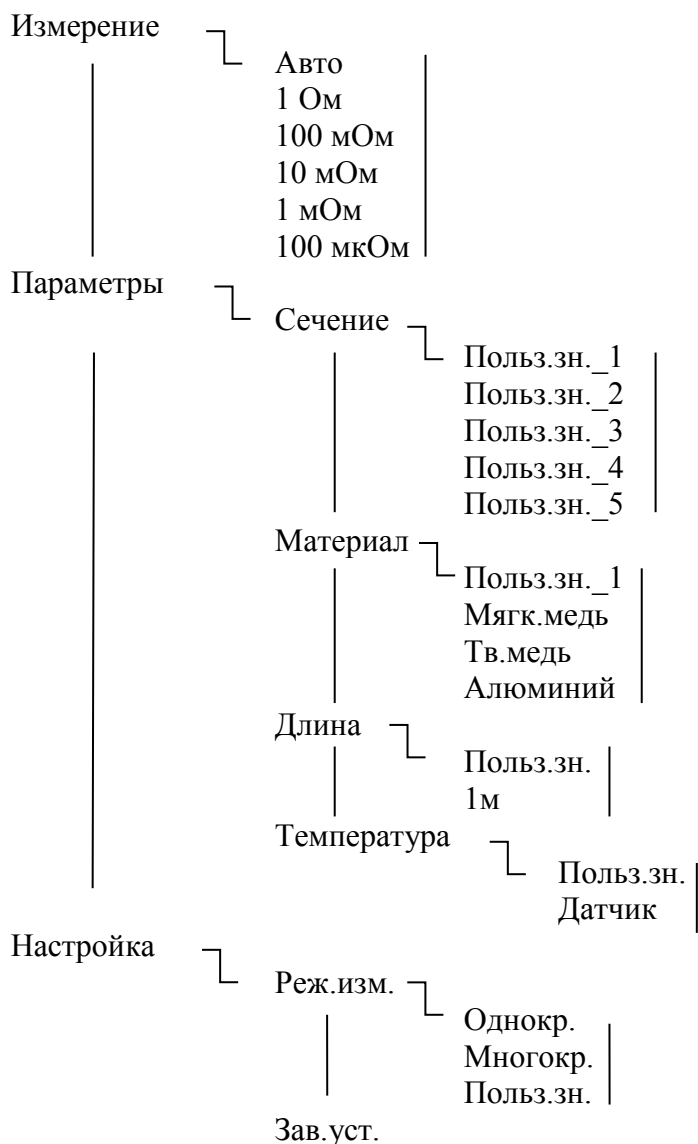 Измерение
Авто
1 Ом
100 мОм
10 мОм
1 мОм
100 мкОм
Параметры
Сечение
Польз.зн._1
Польз.зн._2
Польз.зн._3
Польз.зн._4
Польз.зн._5
Материал
Польз.зн._1
Мягк.медь
Тв.медь
Алюминий
Длина
Польз.зн.
1м
Температура
Польз.зн.
Датчик
Настройка
Реж.изм.
Однокр.
Многокр.
Польз.зн.
Зав.уст.